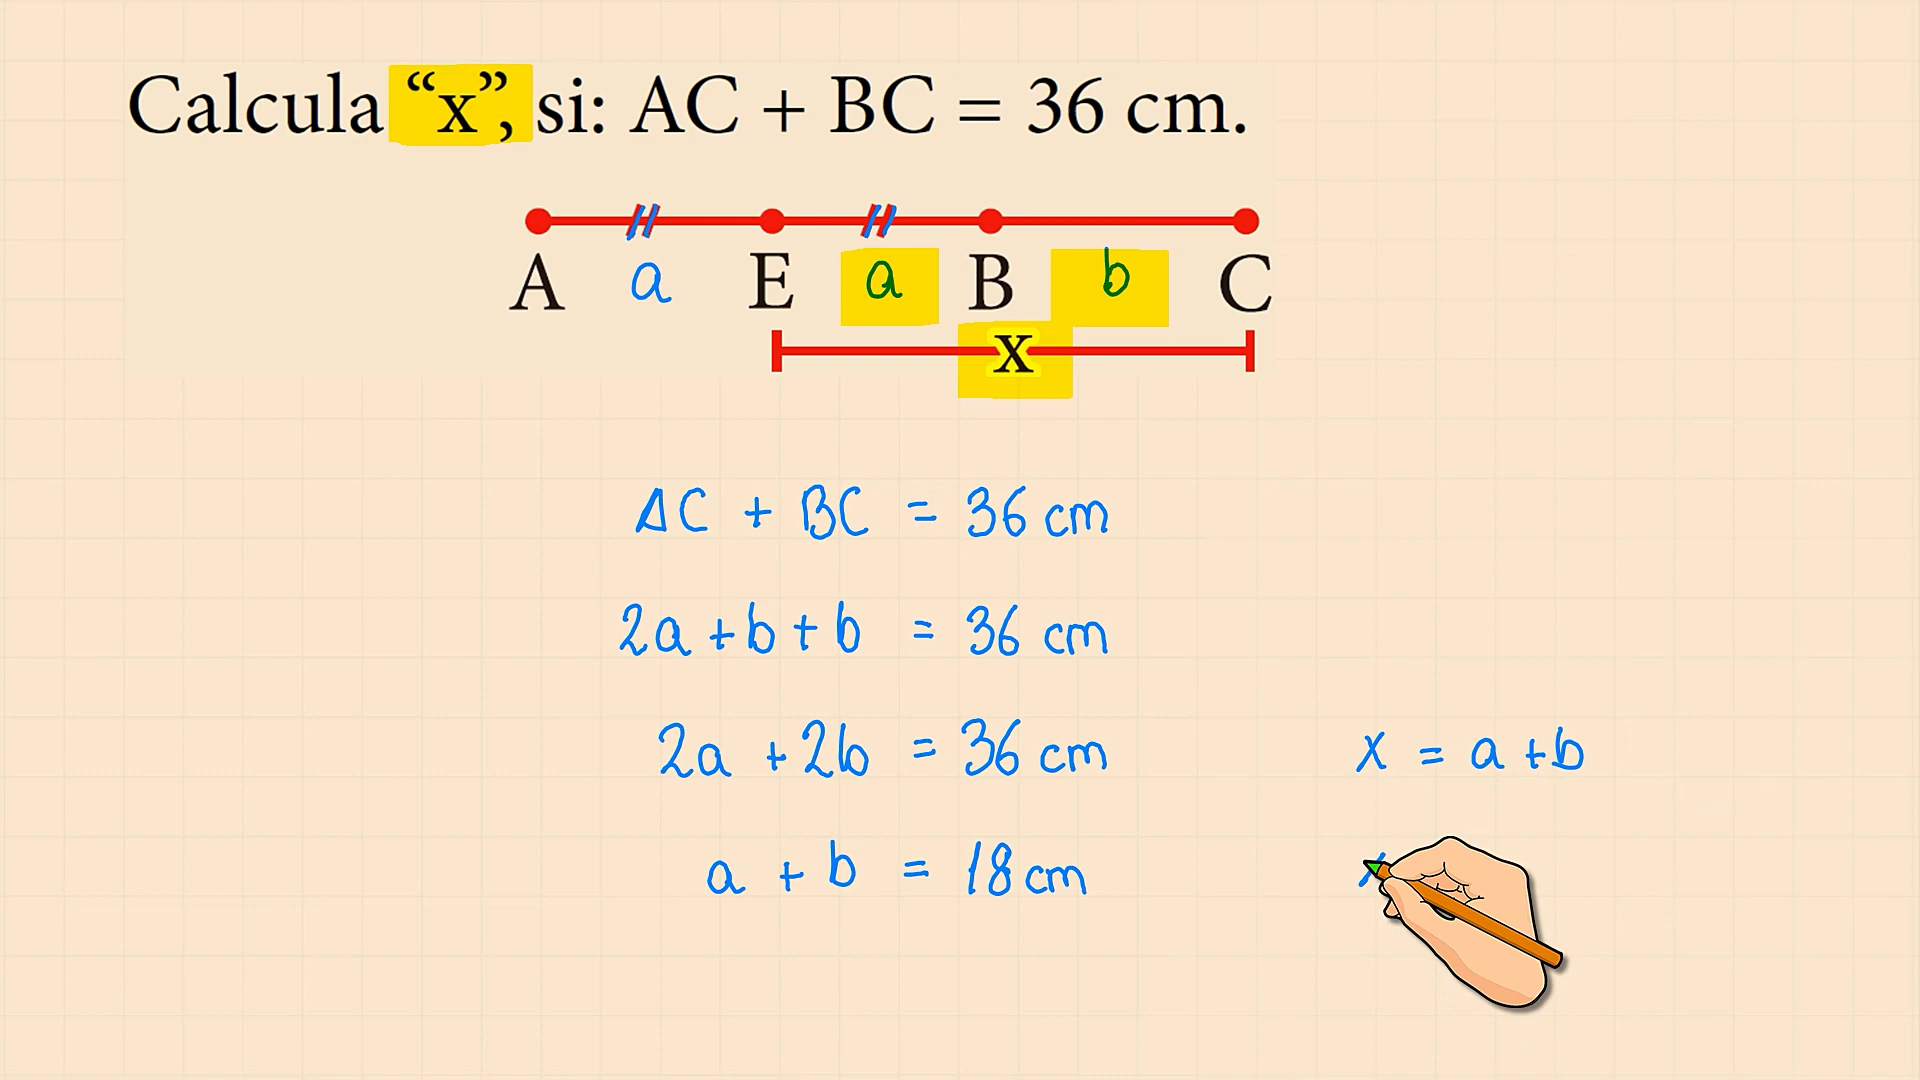 Calcula “x”, si: AC + BC = 36 cm.
A a E a B b C
x
AC + BC = 36 cm
2a + b + b = 36 cm
2a + 2b = 36 cm
x = a + b
a + b = 18 cm